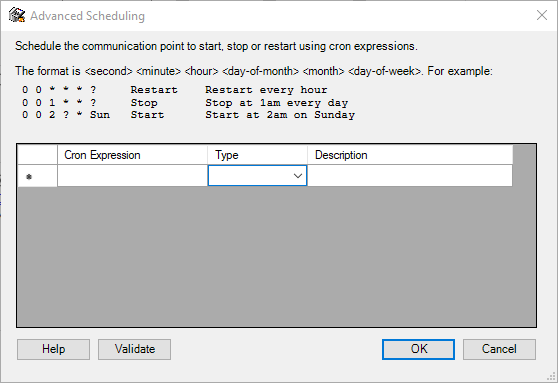 Advanced Scheduling
Schedule the communication point to start, stop or restart using cron expressions.
The format is <second> <minute> <hour> <day-of-month> <month> <day-of-week>. For example:
0 0 * * * ? Restart Restart every hour
0 0 1 * * ? Stop Stop at 1am every day
0 0 2 ? * Sun Start Start at 2am on Sunday
Cron Expression Type Description
*
Help Validate OK Cancel